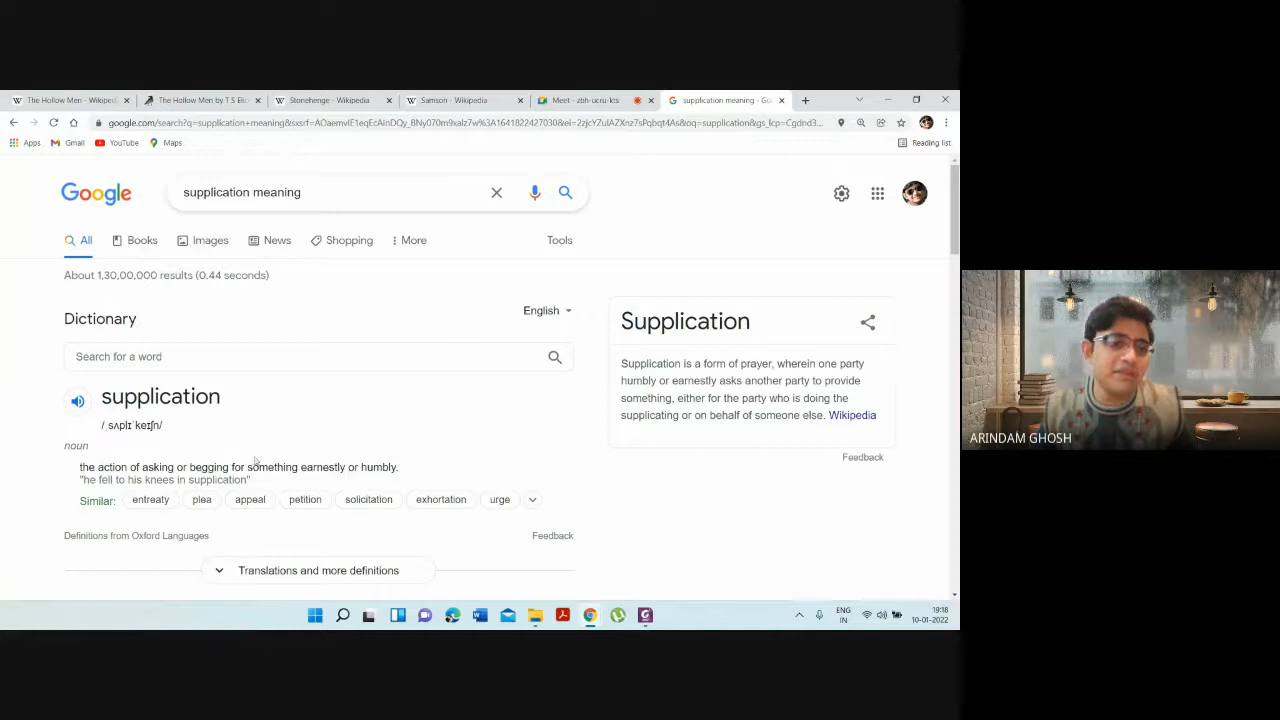 The Hollow Men - Wikiped
The Hollow Men by T S Elio
Stonehenge - Wikipedia
Samson - Wikipedia
Meet - zbh-ucru-kts
supplication meaning - Go
Apps
Gmail
YouTube
Maps
Reading list
Google
supplication meaning
All
Books
Images
News
Shopping
More
Tools
About 1,30,00,000 results (0.44 seconds)
English
Dictionary
Search for a word
supplication
/ˌsʌplɪˈkeɪʃn/
noun
the action of asking or begging for something earnestly or humbly.
"he fell to his knees in supplication"
Similar:
entreaty
plea
appeal
petition
solicitation
exhortation
urge
Definitions from Oxford Languages
Feedback
Translations and more definitions
Supplication
Supplication is a form of prayer, wherein one party
humbly or earnestly asks another party to provide
something, either for the party who is doing the
supplicating or on behalf of someone else. Wikipedia
Feedback
ARINDAM GHOSH
ENG
IN
19:18
10-01-2022